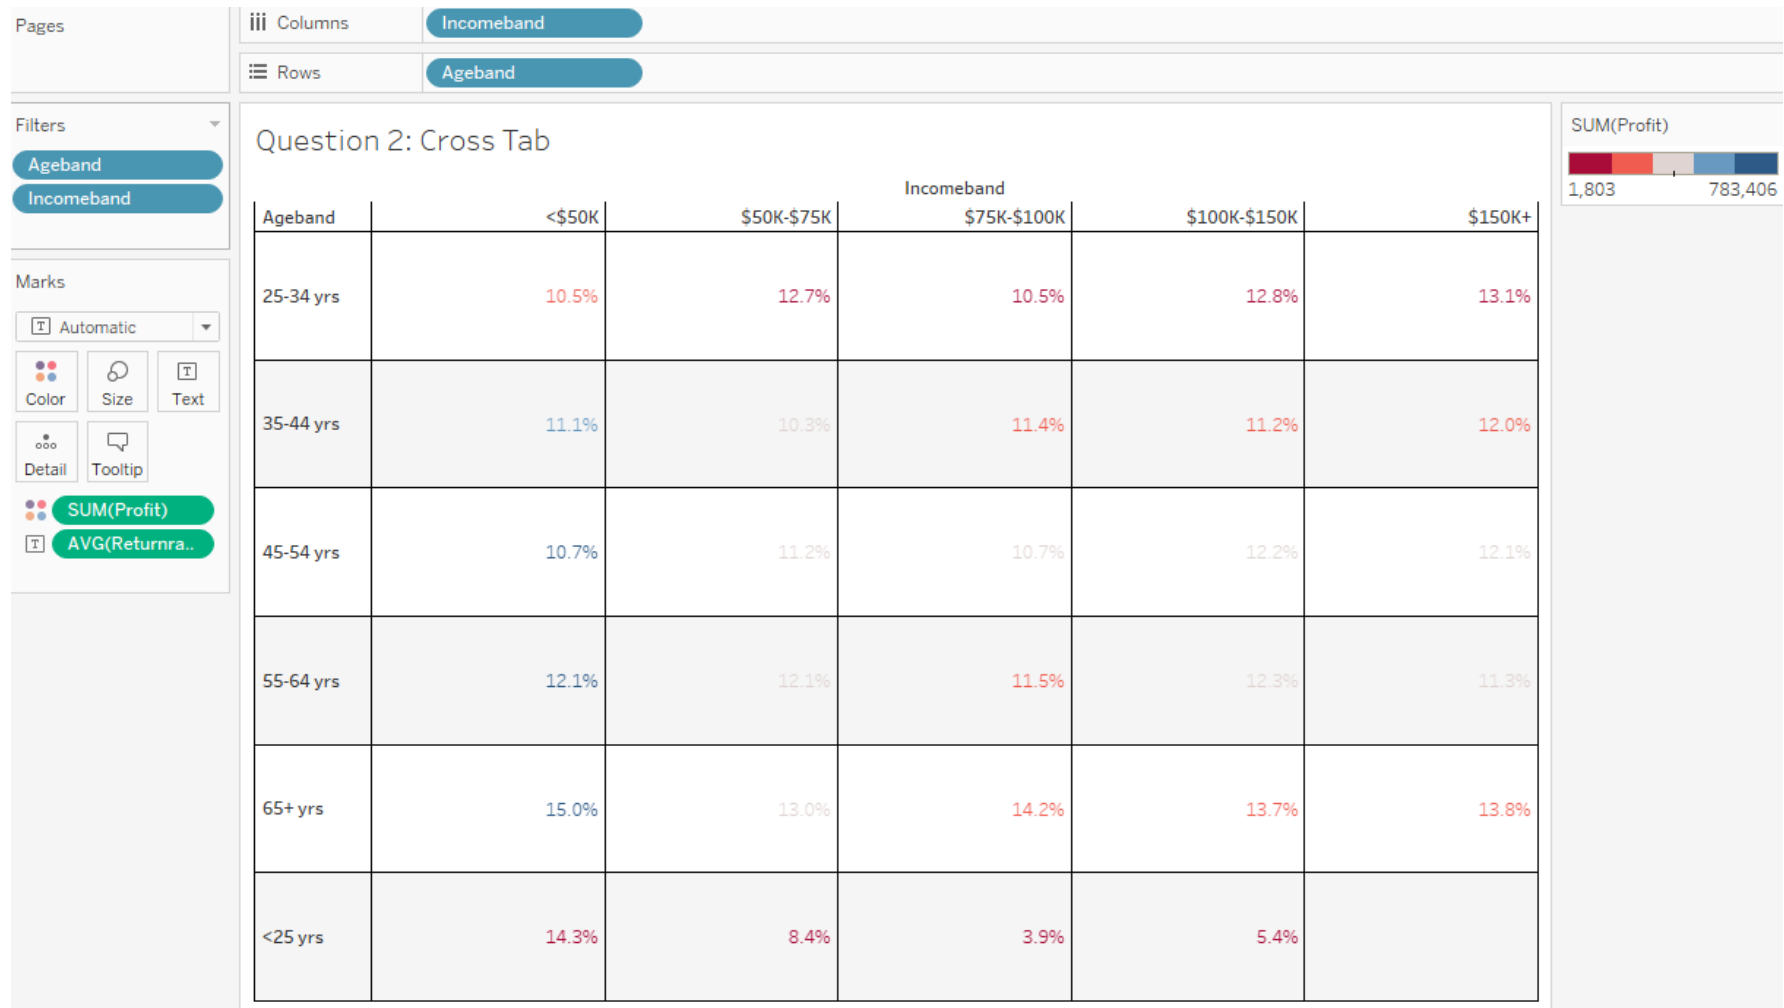 Pages
Columns
Incomeband
Rows
Ageband
Filters
Ageband
Incomeband
Marks
T Automatic
Color
Size
T Text
Detail
Tooltip
SUM(Profit)
T AVG(Returnra..
Question 2: Cross Tab
Incomeband
Ageband <$50K $50K-$75K $75K-$100K $100K-$150K $150K+
25-34 yrs 10.5% 12.7% 10.5% 12.8% 13.1%
35-44 yrs 11.1% 10.3% 11.4% 11.2% 12.0%
45-54 yrs 10.7% 11.2% 10.7% 12.2% 12.1%
55-64 yrs 12.1% 12.1% 11.5% 12.3% 11.3%
65+ yrs 15.0% 13.0% 14.2% 13.7% 13.8%
<25 yrs 14.3% 8.4% 3.9% 5.4%
SUM(Profit)
1,803 783,406